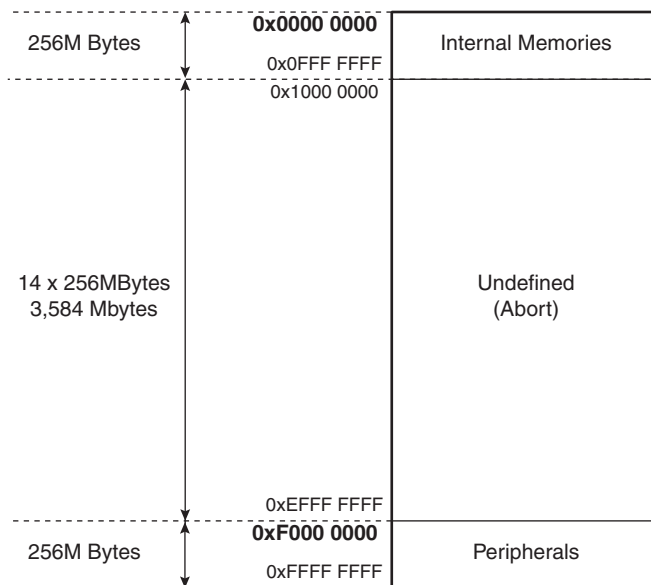 256M Bytes
0x0000 0000
0x0FFF FFFF
Internal Memories
0x1000 0000
14 x 256MBytes
3,584 Mbytes
Undefined
(Abort)
0xEFFF FFFF
256M Bytes
0xF000 0000
0xFFFF FFFF
Peripherals